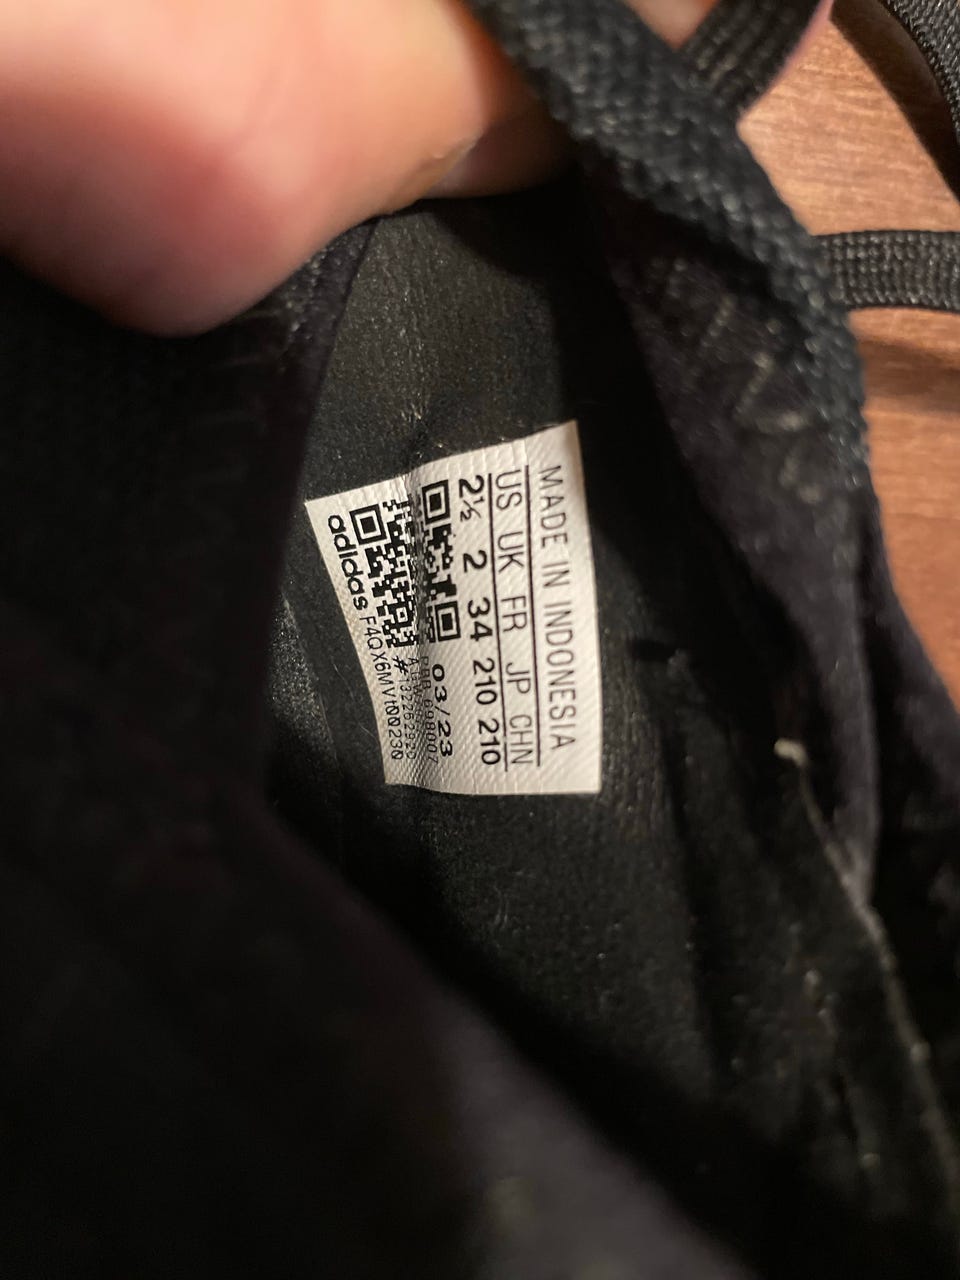 MADE IN INDONESIA
US UK FR JP CHN
2½ 2 34 210 210
03/23
adidas